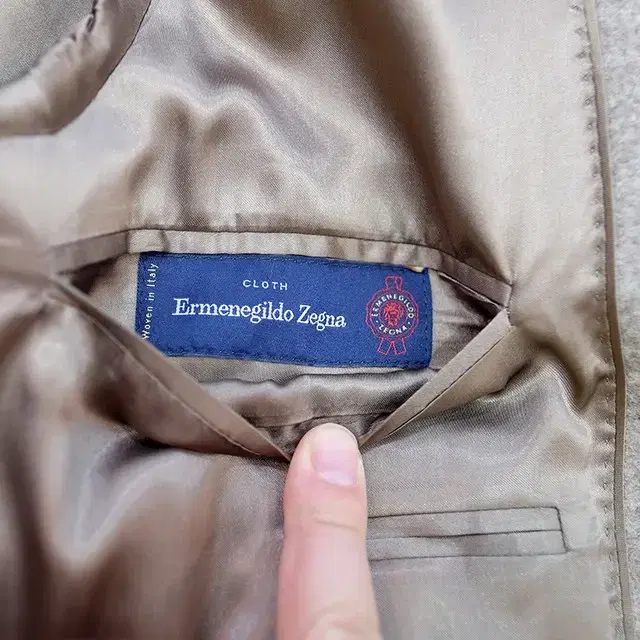 CLOTH
Ermenegildo Zegna
Woven in Italy
ERMENEGILDO
ZEGNA